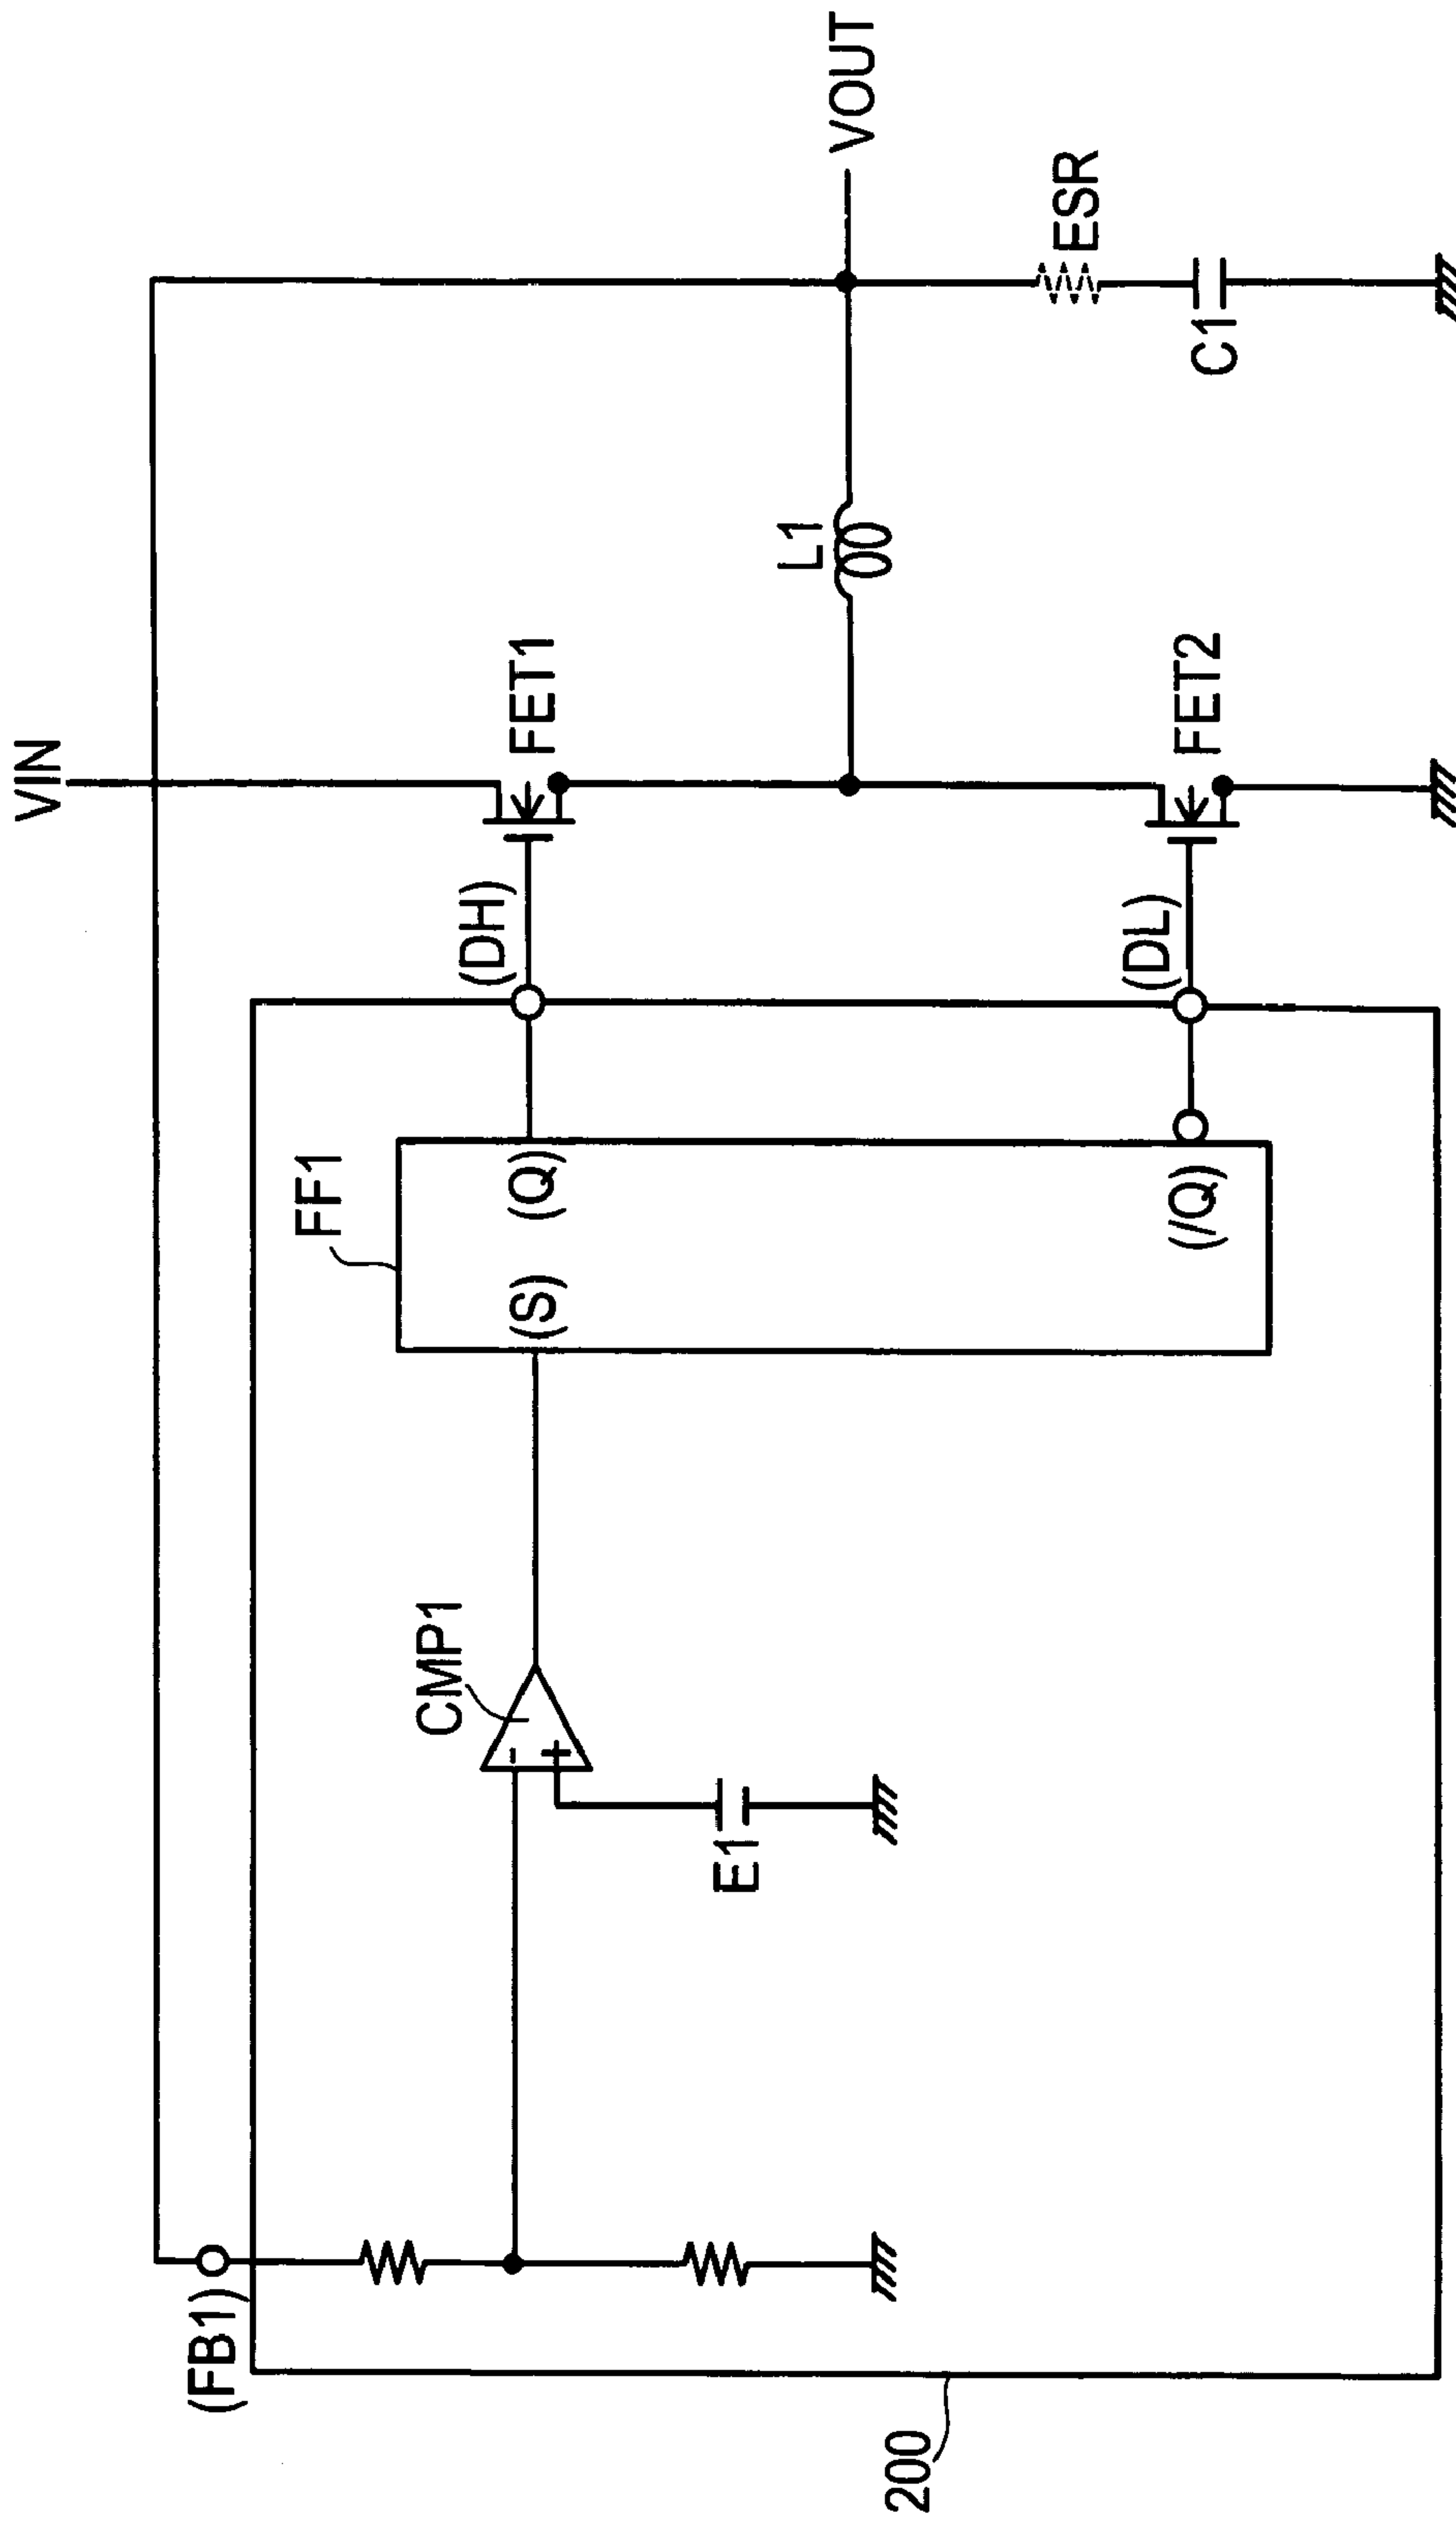 VIN
(FB1)
FF1
CMP1
(DH)
FET1
(S)
(Q)
E1
L1
VOUT
200
ESR
(DL)
FET2
(/Q)
C1